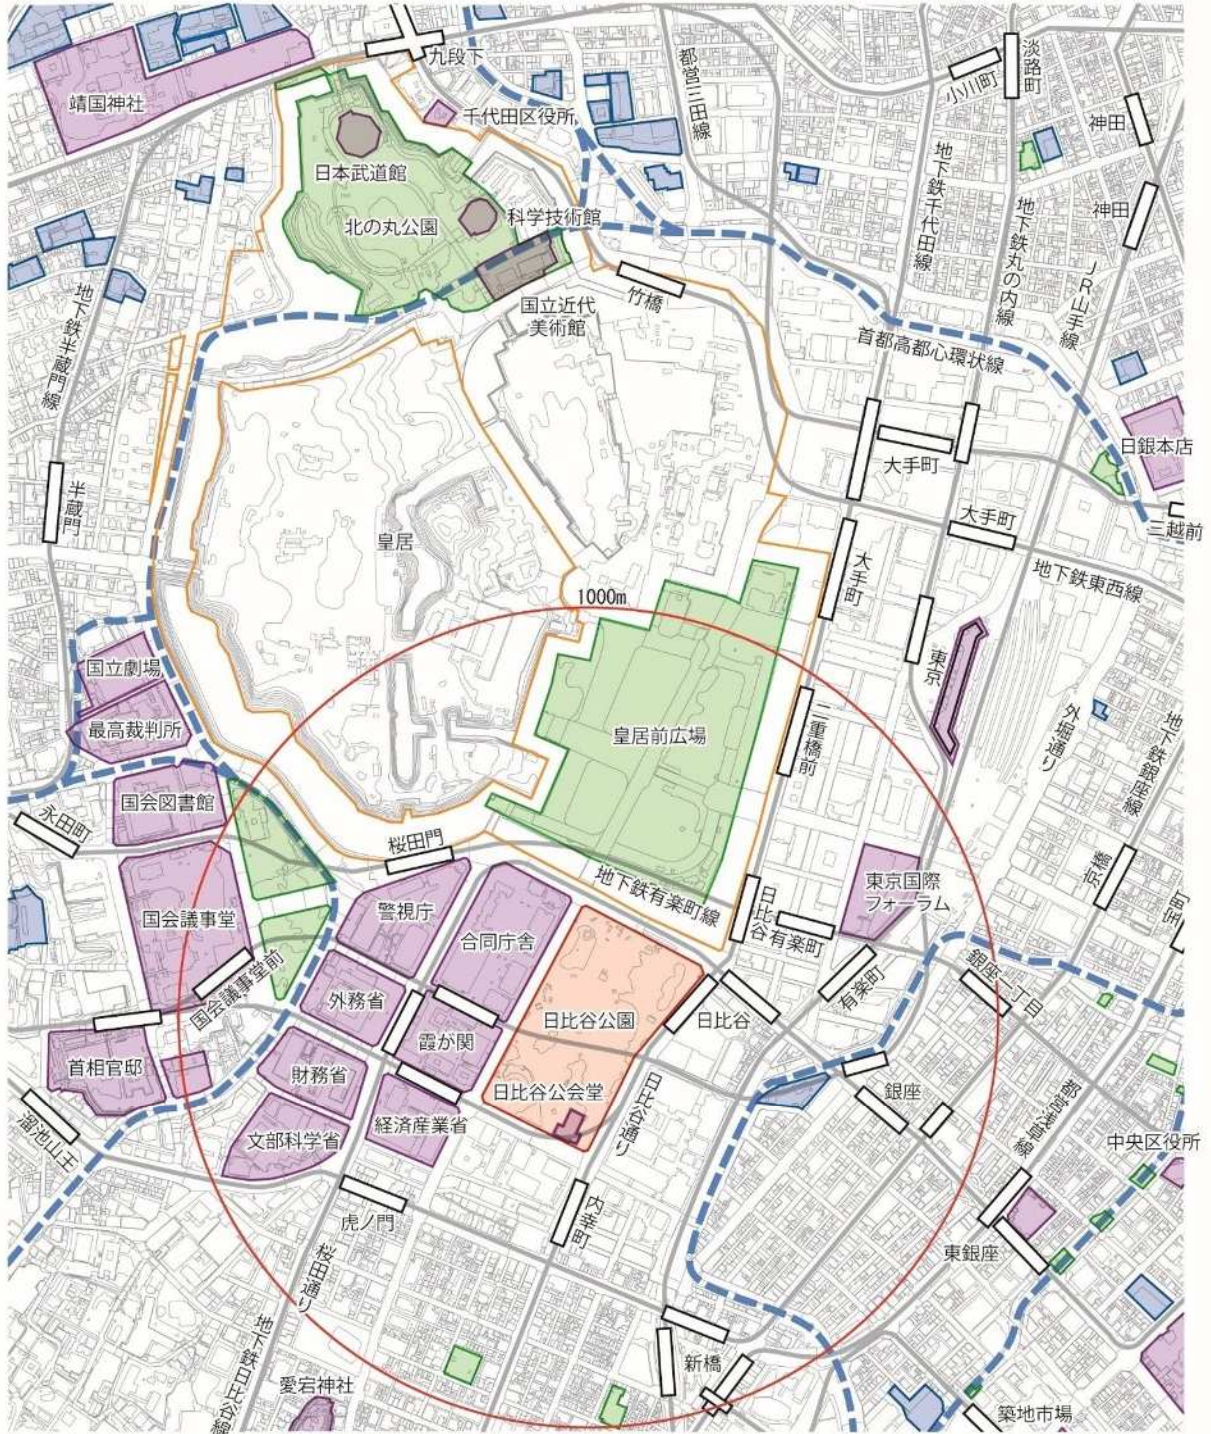 九段下
淡路町
小川町
都営三田線
靖国神社
千代田区役所
神田
日本武道館
地下鉄千代田線
地下鉄丸の内線
北の丸公園
科学技術館
神田
竹橋
国立近代
美術館
JR山手線
首都高都心環状線
地下鉄半蔵門線
日銀本店
大手町
半蔵門
大手町
三越前
皇居
大手町
地下鉄東西線
1000m
東京
国立劇場
最高裁判所
皇居前広場
二重橋前
外堀通り
地下鉄銀座線
国会図書館
永田町
桜田門
地下鉄有楽町線
日比谷
有楽町
東京国際
フォーラム
京橋
国会議事堂
警視庁
合同庁舎
国会議事堂前
外務省
霞が関
日比谷公園
日比谷
有楽町
銀座一丁目
首相官邸
財務省
日比谷公会堂
銀座
溜池山王
文部科学省
経済産業省
日比谷通り
都営浅草線
中央区役所
虎ノ門
内幸町
東銀座
桜田通り
地下鉄日比谷線
新橋
愛宕神社
築地市場